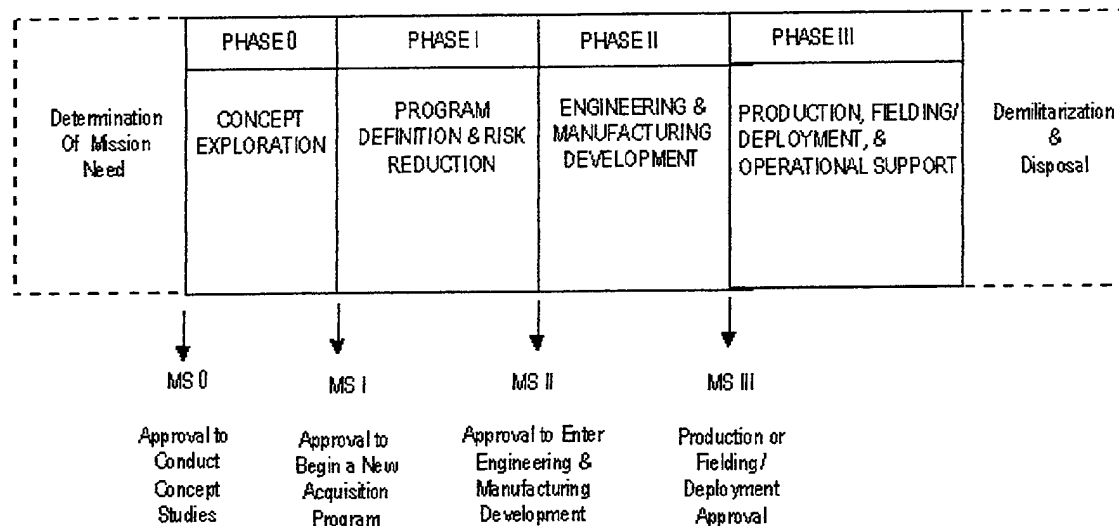 PHASE 0
PHASE I
PHASE II
PHASE III
Determination
Of Mission
Need
CONCEPT
EXPLORATION
PROGRAM
DEFINITION & RISK
REDUCTION
ENGINEERING &
MANUFACTURING
DEVELOPMENT
PRODUCTION, FIELDING/
DEPLOYMENT, &
OPERATIONAL SUPPORT
Demilitarization
&
Disposal
MS 0
Approval to
Conduct
Concept
Studies
MS I
Approval to
Begin a New
Acquisition
Program
MS II
Approval to Enter
Engineering &
Manufacturing
Development
MS III
Production or
Fielding/
Deployment
Approval